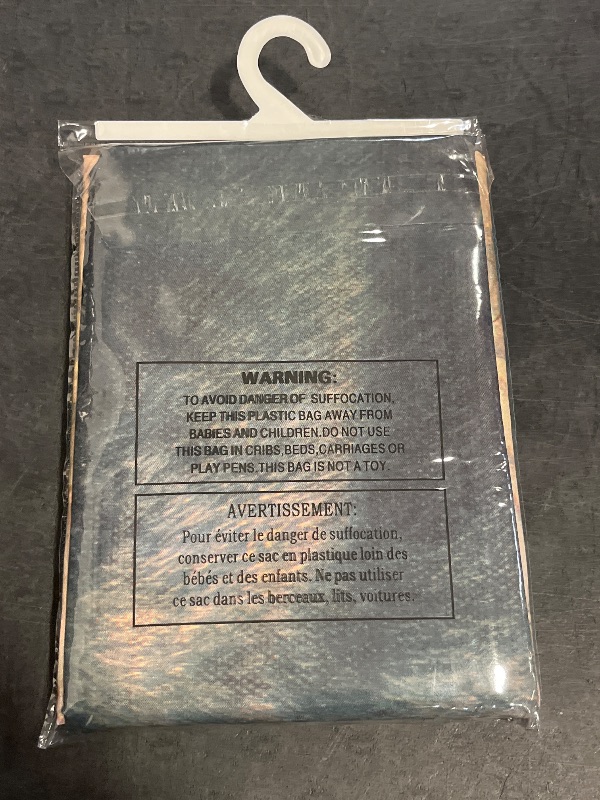 WARNING:
TO AVOID DANGER OF SUFFOCATION,
KEEP THIS PLASTIC BAG AWAY FROM
BABIES AND CHILDREN.DO NOT USE
THIS BAG IN CRIBS,BEDS,CARRIAGES OR
PLAY PENS.THIS BAG IS NOT A TOY.
AVERTISSEMENT:
Pour éviter le danger de suffocation,
conserver ce sac en plastique loin des
bébés et des enfants. Ne pas utiliser
ce sac dans les berceaux, lits, voitures.